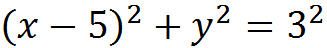 (x − 5)² + y² = 3²